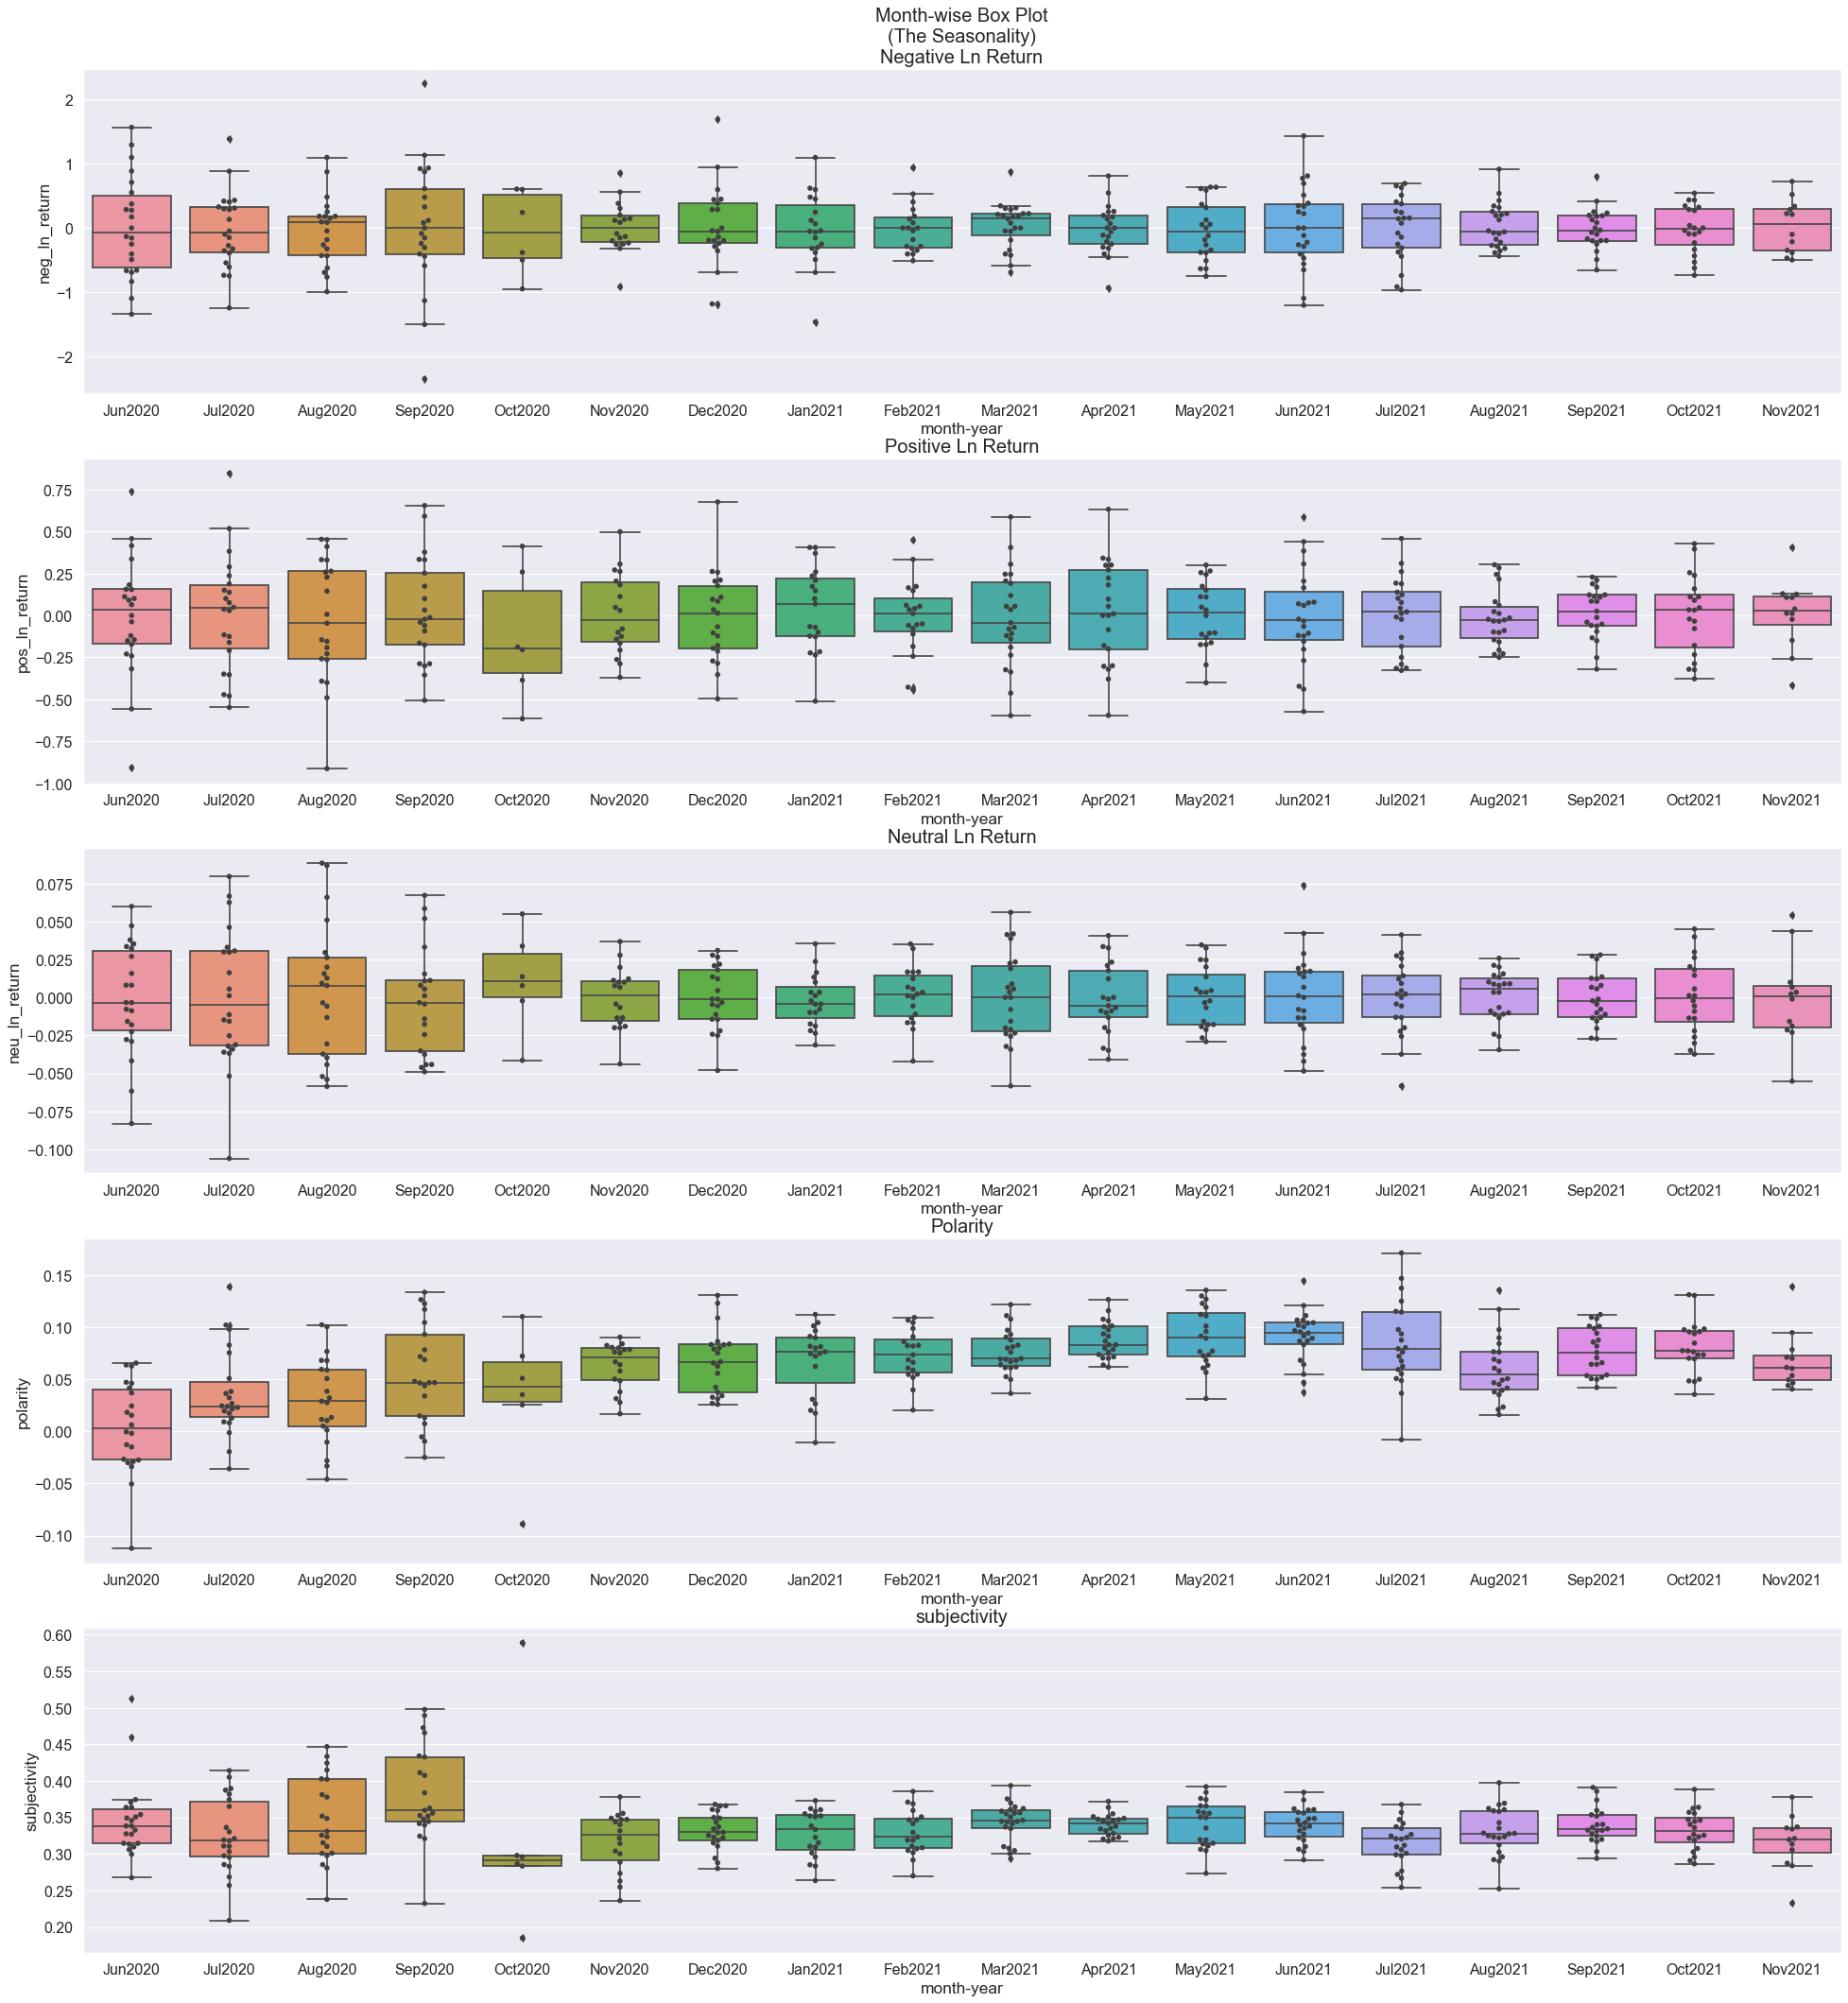 Month-wise Box Plot
(The Seasonality)
Negative Ln Return
2
1
0
−1
−2
neg_ln_return
Jun2020 Jul2020 Aug2020 Sep2020 Oct2020 Nov2020 Dec2020 Jan2021 Feb2021 Mar2021 Apr2021 May2021 Jun2021 Jul2021 Aug2021 Sep2021 Oct2021 Nov2021
month-year
Positive Ln Return
0.75
0.50
0.25
0.00
−0.25
−0.50
−0.75
−1.00
pos_ln_return
Jun2020 Jul2020 Aug2020 Sep2020 Oct2020 Nov2020 Dec2020 Jan2021 Feb2021 Mar2021 Apr2021 May2021 Jun2021 Jul2021 Aug2021 Sep2021 Oct2021 Nov2021
month-year
Neutral Ln Return
0.075
0.050
0.025
0.000
−0.025
−0.050
−0.075
−0.100
neu_ln_return
Jun2020 Jul2020 Aug2020 Sep2020 Oct2020 Nov2020 Dec2020 Jan2021 Feb2021 Mar2021 Apr2021 May2021 Jun2021 Jul2021 Aug2021 Sep2021 Oct2021 Nov2021
month-year
Polarity
0.15
0.10
0.05
0.00
−0.05
−0.10
polarity
Jun2020 Jul2020 Aug2020 Sep2020 Oct2020 Nov2020 Dec2020 Jan2021 Feb2021 Mar2021 Apr2021 May2021 Jun2021 Jul2021 Aug2021 Sep2021 Oct2021 Nov2021
month-year
subjectivity
0.60
0.55
0.50
0.45
0.40
0.35
0.30
0.25
0.20
subjectivity
Jun2020 Jul2020 Aug2020 Sep2020 Oct2020 Nov2020 Dec2020 Jan2021 Feb2021 Mar2021 Apr2021 May2021 Jun2021 Jul2021 Aug2021 Sep2021 Oct2021 Nov2021
month-year